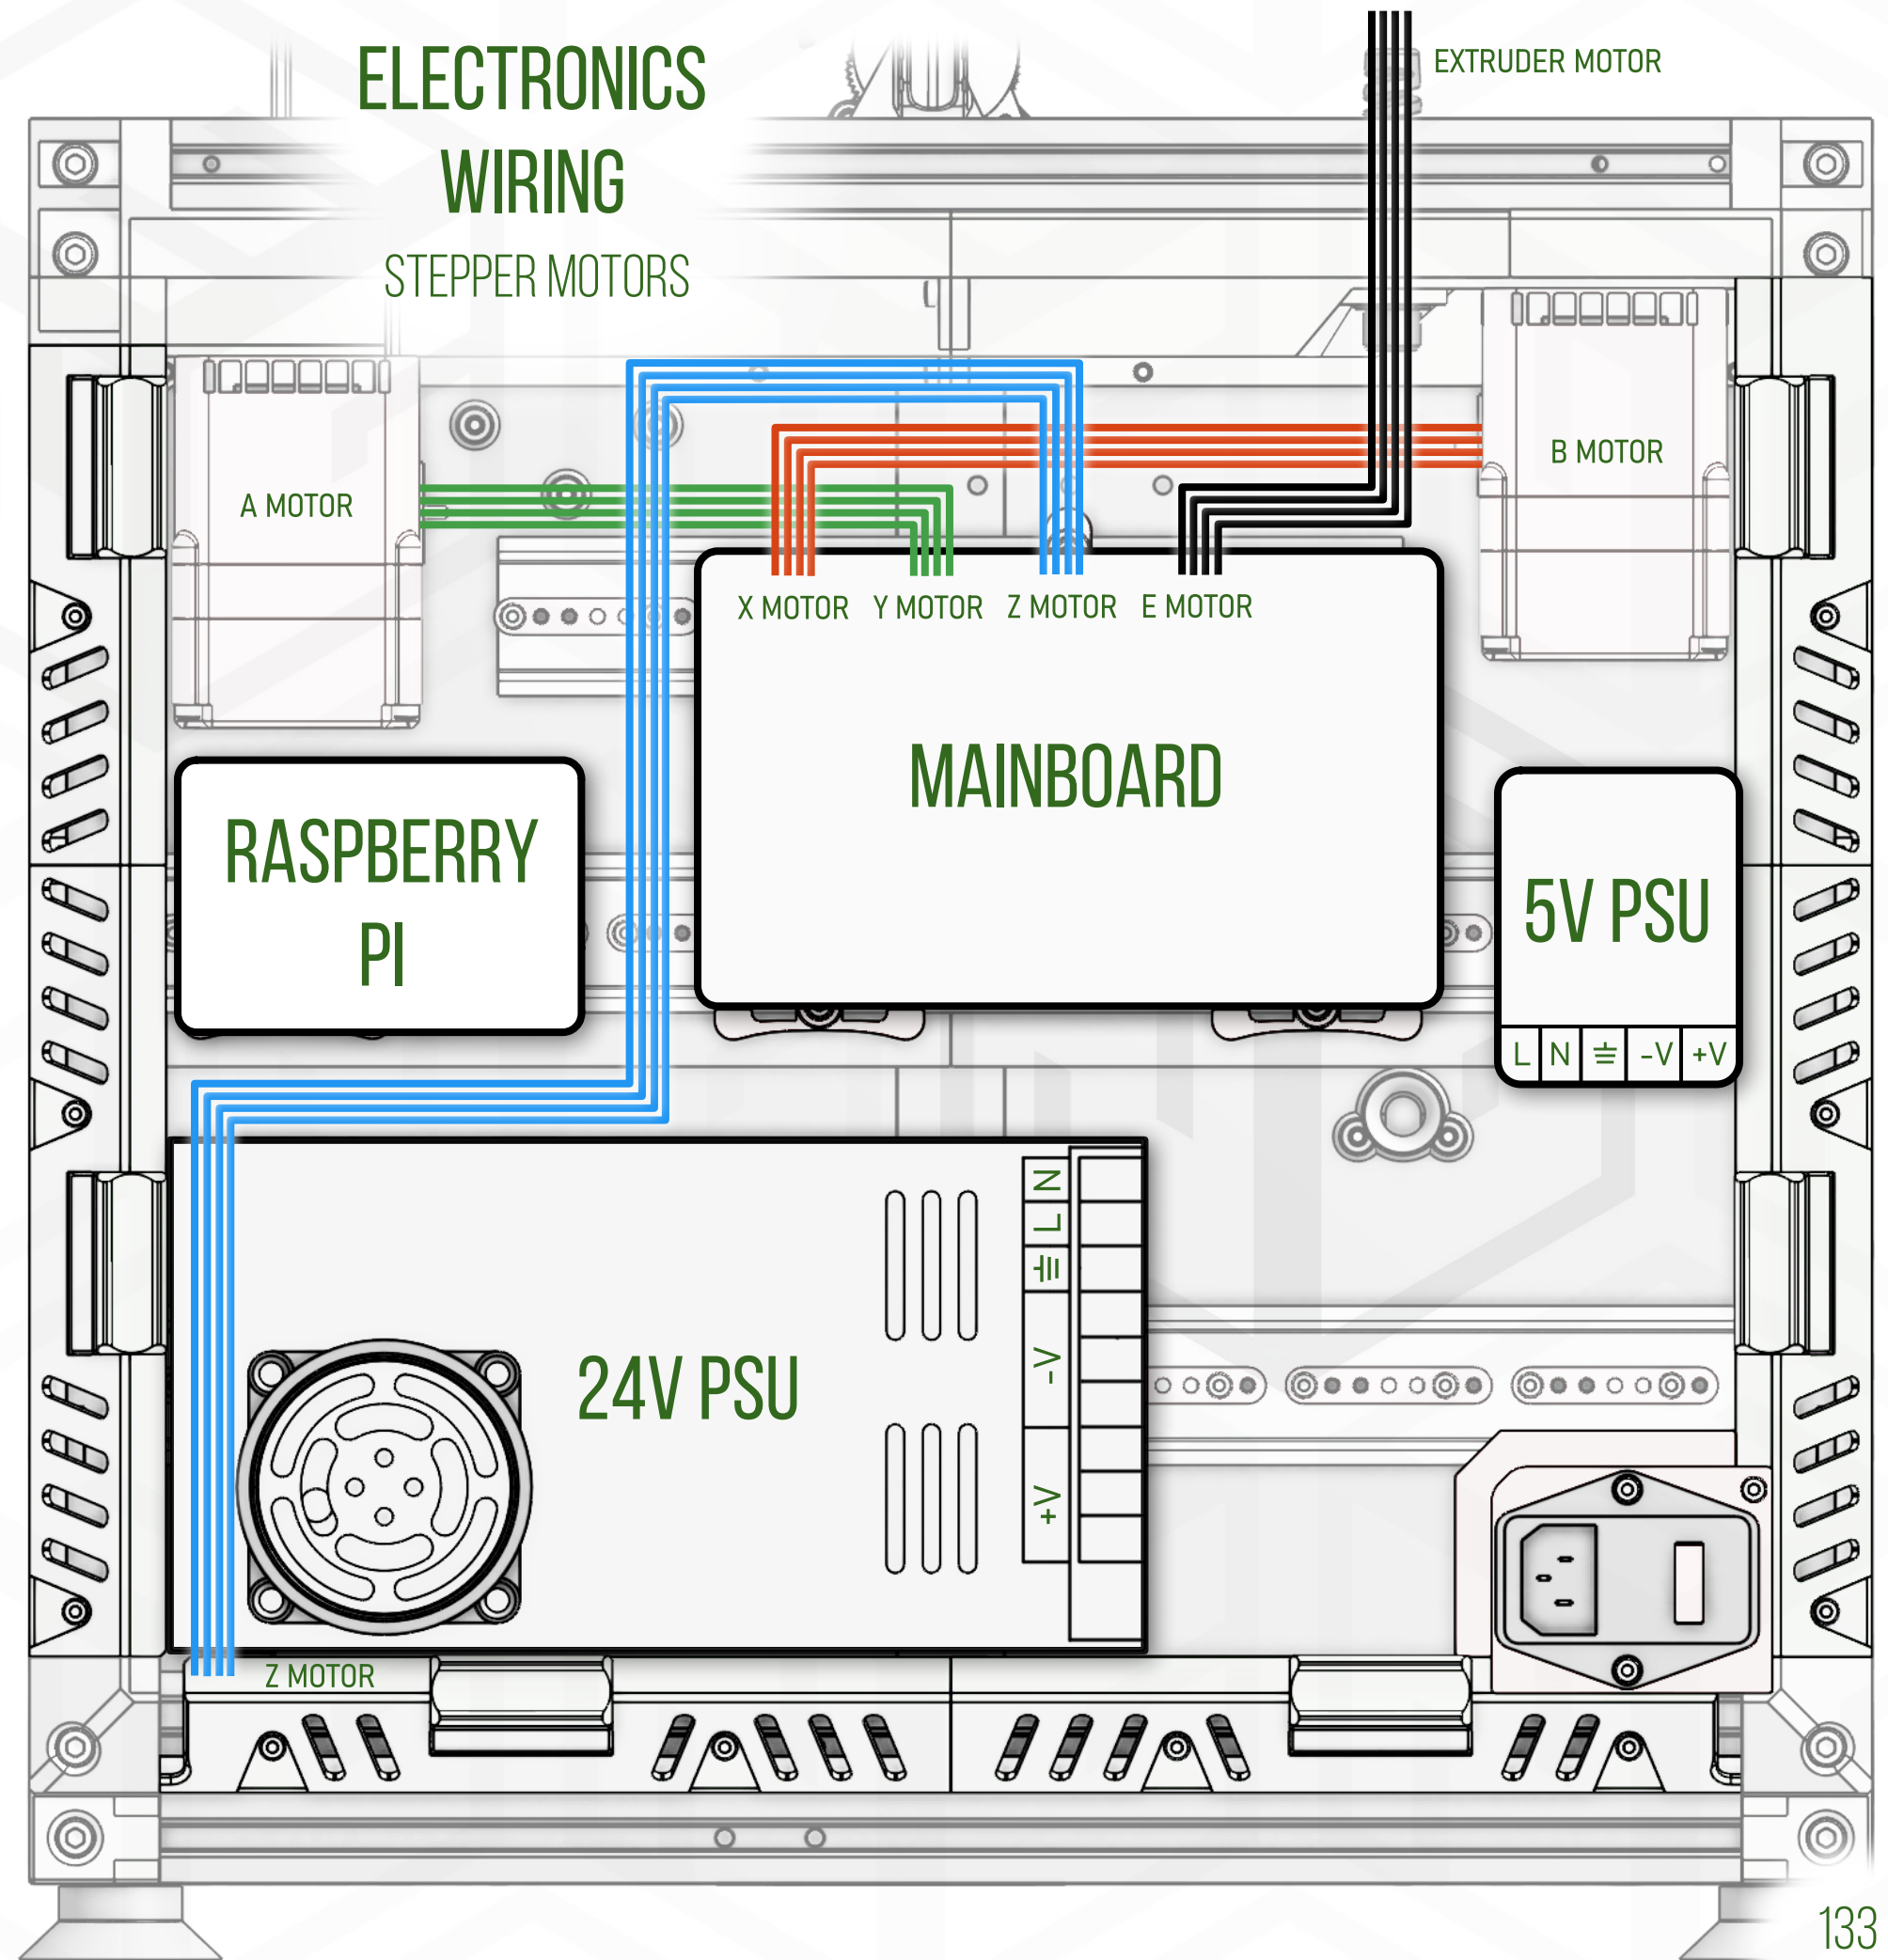 ELECTRONICS
WIRING
STEPPER MOTORS
EXTRUDER MOTOR
A MOTOR
B MOTOR
X MOTOR Y MOTOR Z MOTOR E MOTOR
MAINBOARD
RASPBERRY
PI
5V PSU
L N ⏚ -V +V
24V PSU
N
L
⏚
-V
+V
Z MOTOR
133